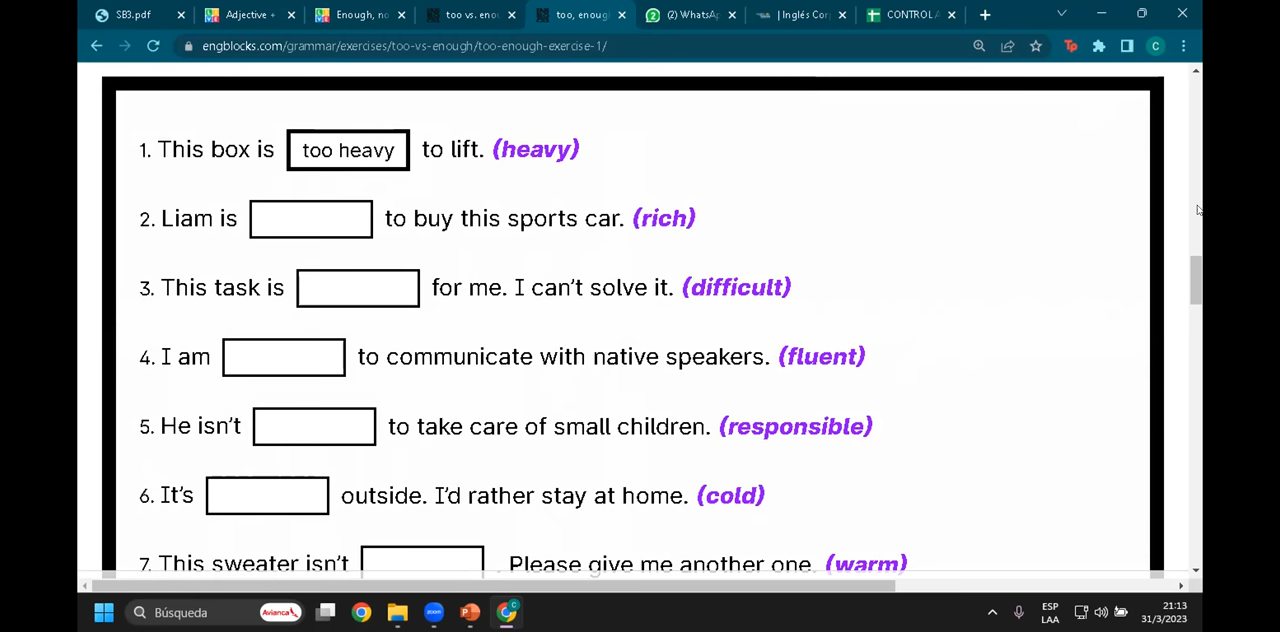 SB3.pdf
Adjective +
Enough, no
too vs. enou
too, enough
(2) WhatsAp
| Inglés Cor
CONTROL A
engblocks.com/grammar/exercises/too-vs-enough/too-enough-exercise-1/
1. This box is too heavy to lift. (heavy)
2. Liam is to buy this sports car. (rich)
3. This task is for me. I can't solve it. (difficult)
4. I am to communicate with native speakers. (fluent)
5. He isn't to take care of small children. (responsible)
6. It's outside. I'd rather stay at home. (cold)
7. This sweater isn't . Please give me another one. (warm)
Búsqueda
Avianca
zoom
ESP
LAA
21:13
31/3/2023